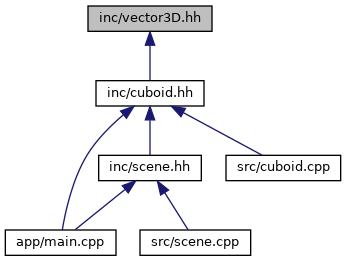 inc/vector3D.hh
inc/cuboid.hh
inc/scene.hh
src/cuboid.cpp
app/main.cpp
src/scene.cpp